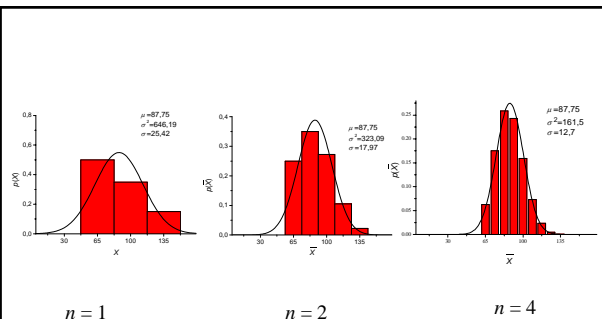 μ=87,75
σ²=646,19
σ=25,42
0,8
0,6
0,4
0,2
0,0
p(X)
30 65 100 135
X
n = 1
μ=87,75
σ²=323,09
σ=17,97
0,4
0,3
0,2
0,1
0,0
p(X̅)
30 65 100 135
X̅
n = 2
μ=87,75
σ²=161,5
σ=12,7
0.25
0.20
0.15
0.10
0.05
0.00
p(X̅)
30 65 100 135
X̅
n = 4